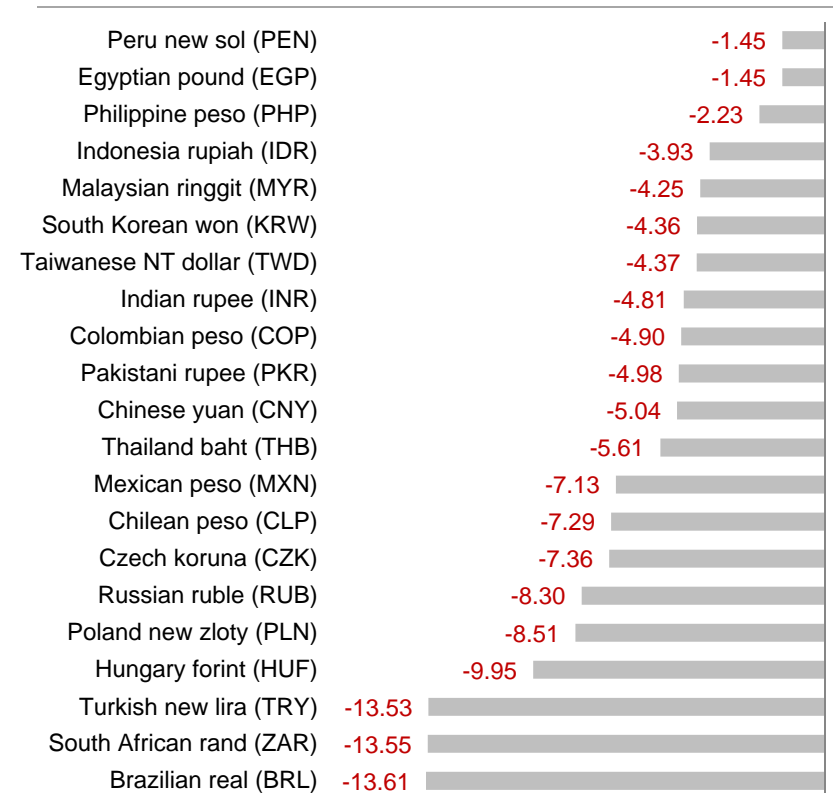 Peru new sol (PEN) -1.45
Egyptian pound (EGP) -1.45
Philippine peso (PHP) -2.23
Indonesia rupiah (IDR) -3.93
Malaysian ringgit (MYR) -4.25
South Korean won (KRW) -4.36
Taiwanese NT dollar (TWD) -4.37
Indian rupee (INR) -4.81
Colombian peso (COP) -4.90
Pakistani rupee (PKR) -4.98
Chinese yuan (CNY) -5.04
Thailand baht (THB) -5.61
Mexican peso (MXN) -7.13
Chilean peso (CLP) -7.29
Czech koruna (CZK) -7.36
Russian ruble (RUB) -8.30
Poland new zloty (PLN) -8.51
Hungary forint (HUF) -9.95
Turkish new lira (TRY) -13.53
South African rand (ZAR) -13.55
Brazilian real (BRL) -13.61